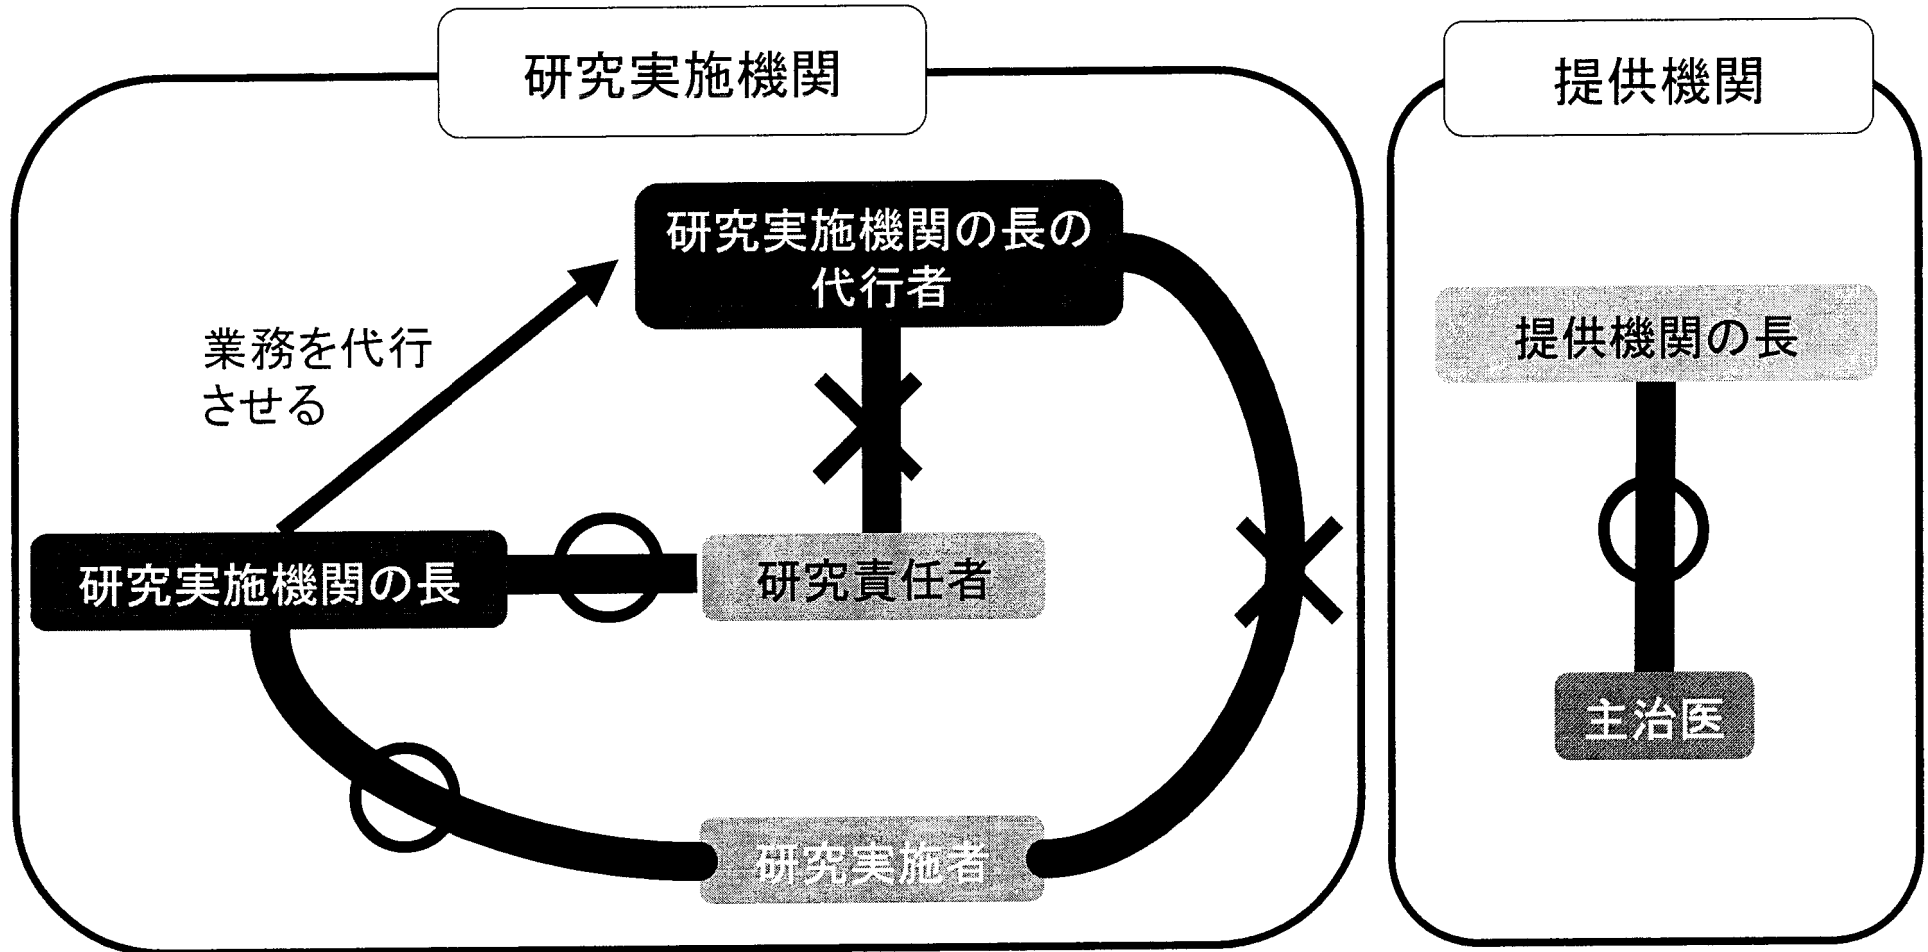 研究実施機関
提供機関
研究実施機関の長の
代行者
業務を代行
させる
研究実施機関の長
研究責任者
研究実施者
提供機関の長
主治医